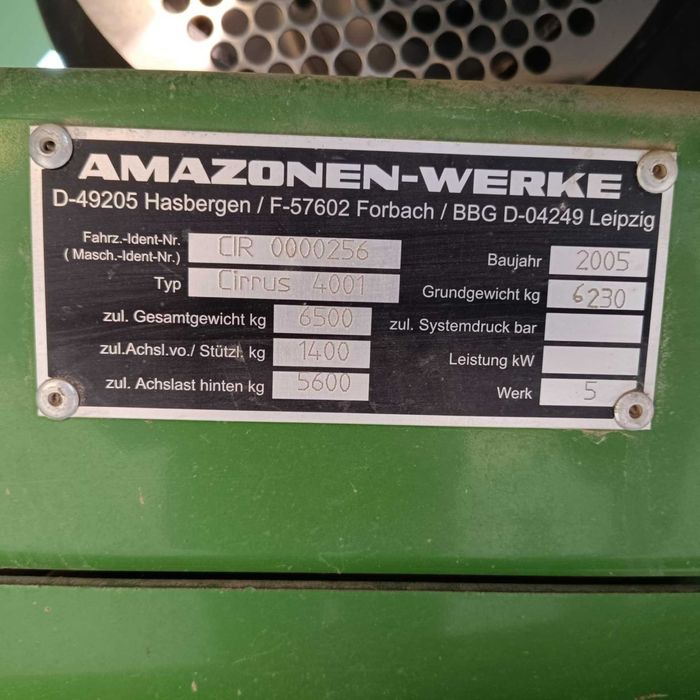 AMAZONEN-WERKE
D-49205 Hasbergen / F-57602 Forbach / BBG D-04249 Leipzig
Fahrz.-Ident-Nr.
( Masch.-Ident-Nr.) CIR 0000256
Typ Cirrus 4001
zul. Gesamtgewicht kg 6500
zul.Achsl.vo./ Stützl. kg 1400
zul. Achslast hinten kg 5600
Baujahr 2005
Grundgewicht kg 6230
zul. Systemdruck bar
Leistung kW
Werk 5